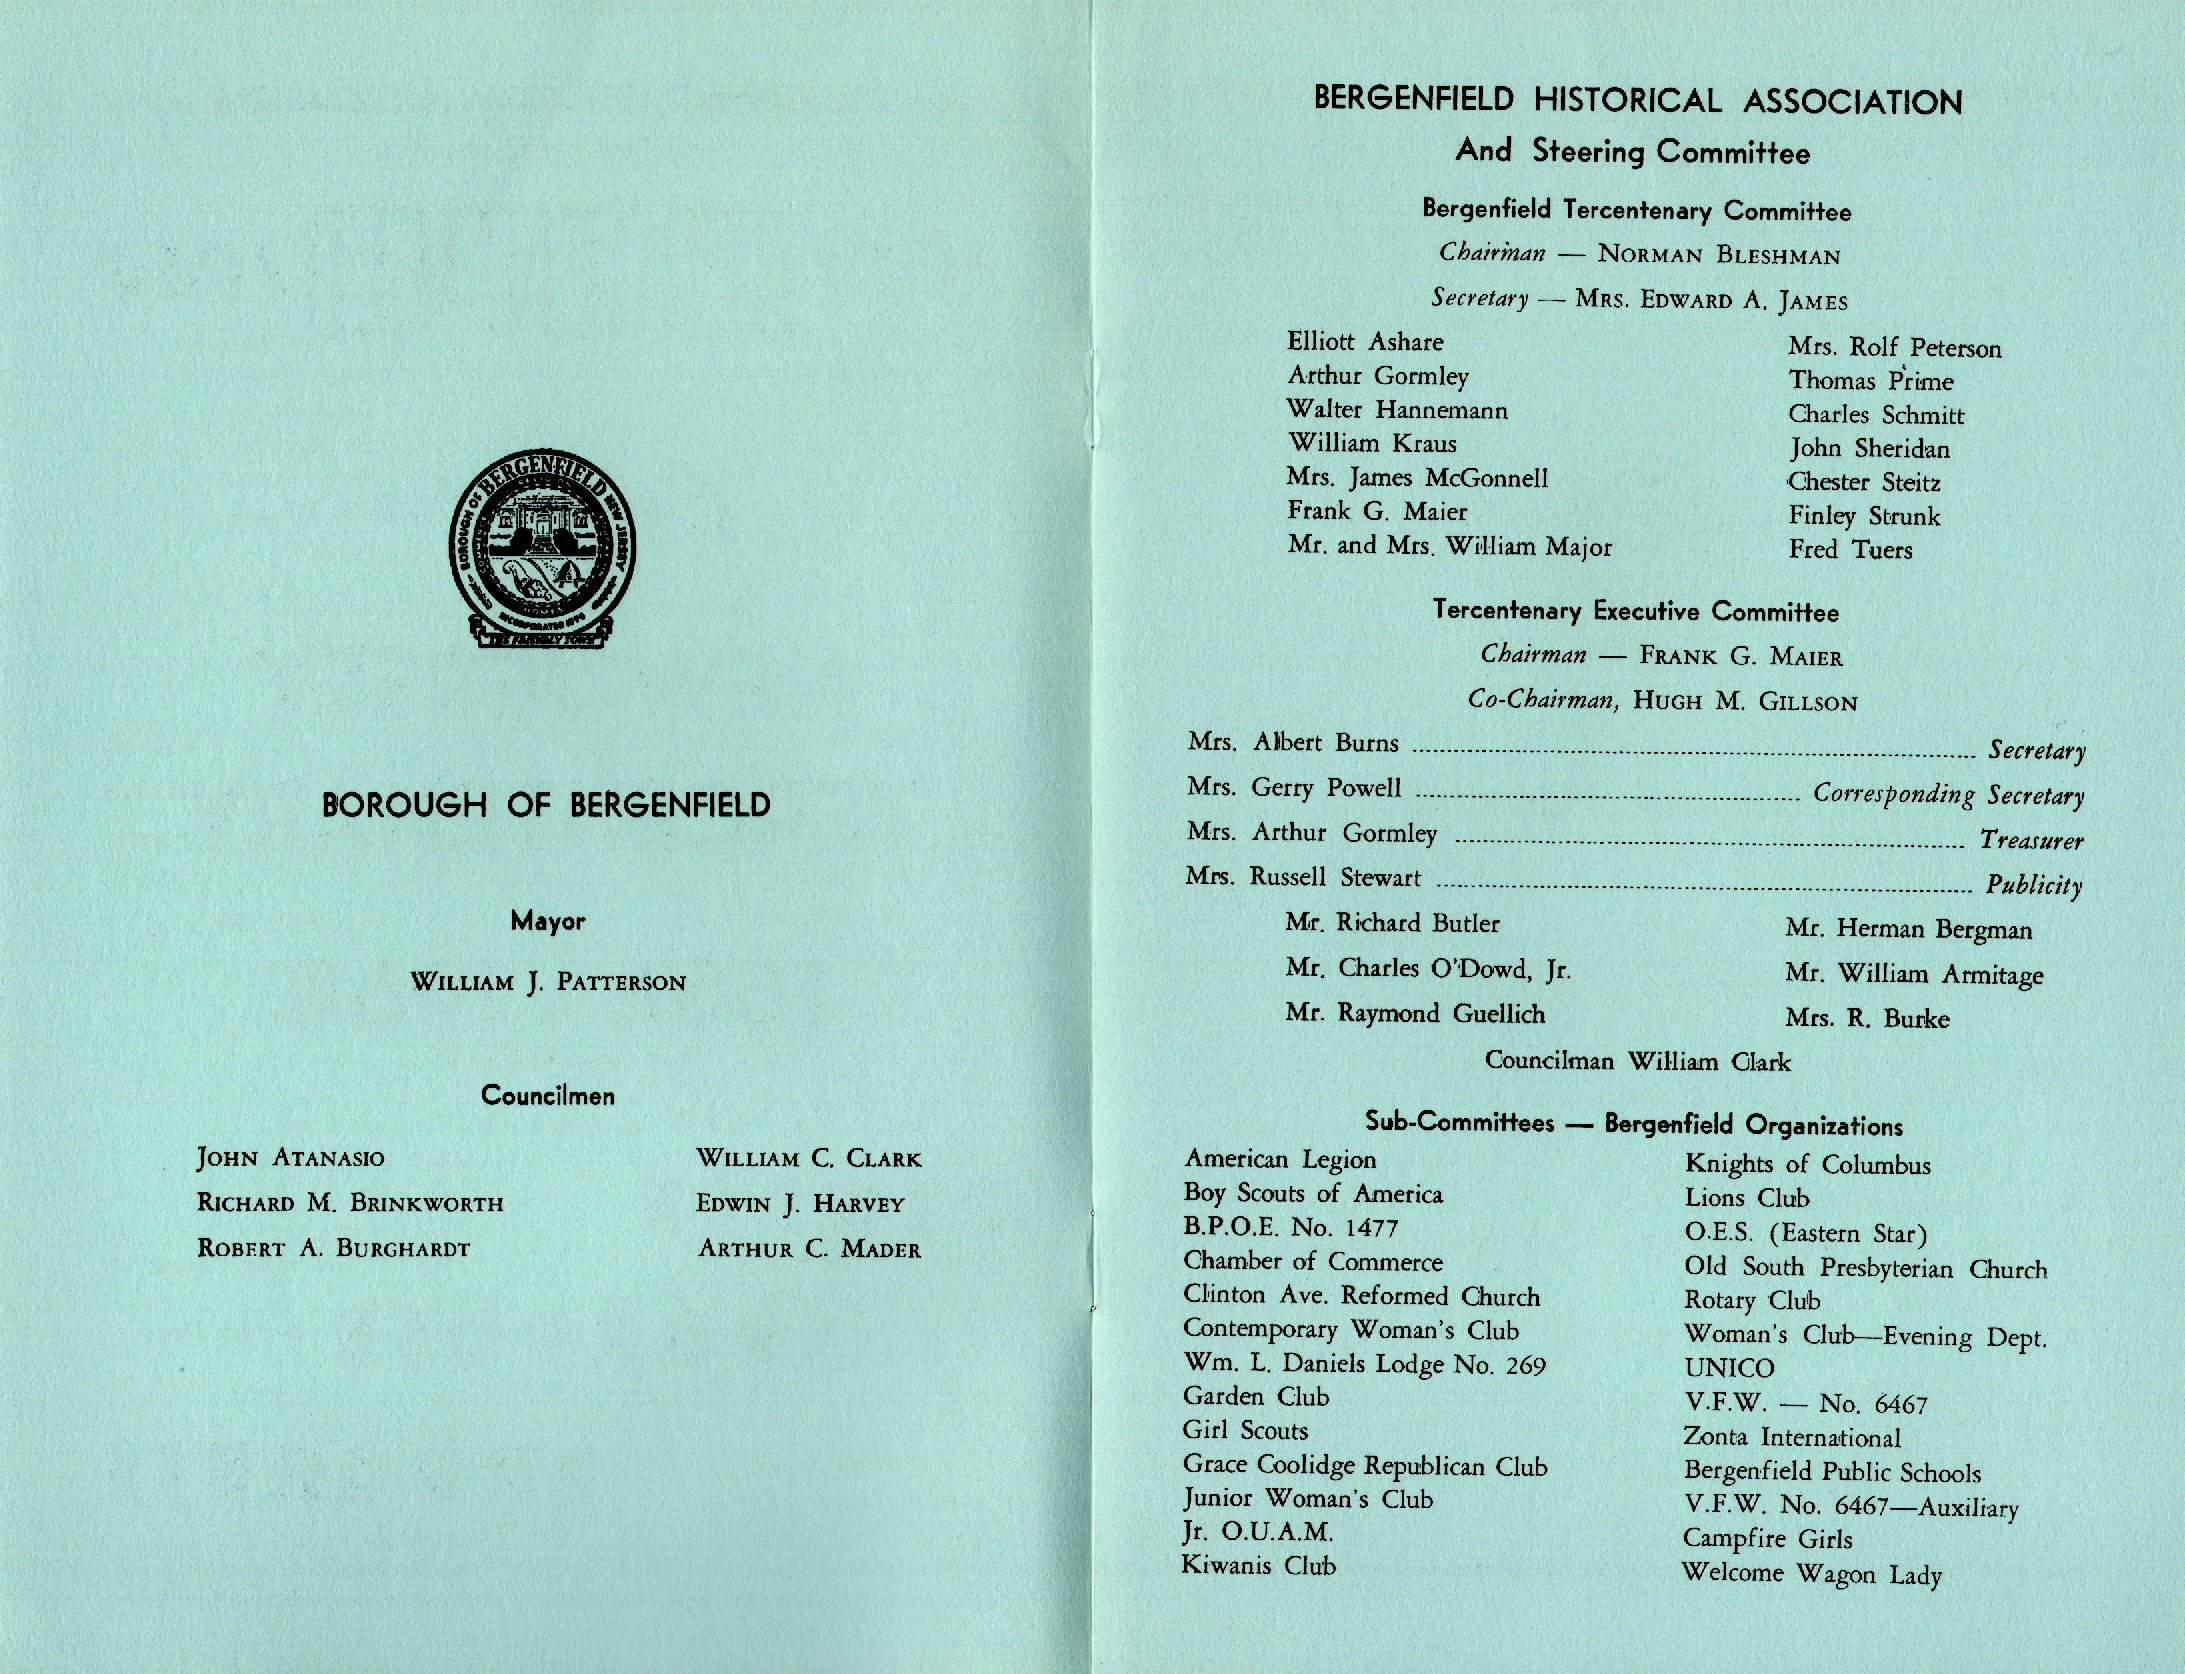 BOROUGH OF BERGENFIELD NEW JERSEY
INCORPORATED 1894
THE FRIENDLY TOWN
BOROUGH OF BERGENFIELD
Mayor
WILLIAM J. PATTERSON
Councilmen
JOHN ATANASIO WILLIAM C. CLARK
RICHARD M. BRINKWORTH EDWIN J. HARVEY
ROBERT A. BURGHARDT ARTHUR C. MADER
BERGENFIELD HISTORICAL ASSOCIATION
And Steering Committee
Bergenfield Tercentenary Committee
Chairman — NORMAN BLESHMAN
Secretary — MRS. EDWARD A. JAMES
Elliott Ashare Mrs. Rolf Peterson
Arthur Gormley Thomas Prime
Walter Hannemann Charles Schmitt
William Kraus John Sheridan
Mrs. James McGonnell Chester Steitz
Frank G. Maier Finley Strunk
Mr. and Mrs. William Major Fred Tuers
Tercentenary Executive Committee
Chairman — FRANK G. MAIER
Co-Chairman, HUGH M. GILLSON
Mrs. Albert Burns ........ Secretary
Mrs. Gerry Powell ........ Corresponding Secretary
Mrs. Arthur Gormley ........ Treasurer
Mrs. Russell Stewart ........ Publicity
Mr. Richard Butler Mr. Herman Bergman
Mr. Charles O'Dowd, Jr. Mr. William Armitage
Mr. Raymond Guellich Mrs. R. Burke
Councilman William Clark
Sub-Committees — Bergenfield Organizations
American Legion Knights of Columbus
Boy Scouts of America Lions Club
B.P.O.E. No. 1477 O.E.S. (Eastern Star)
Chamber of Commerce Old South Presbyterian Church
Clinton Ave. Reformed Church Rotary Club
Contemporary Woman's Club Woman's Club—Evening Dept.
Wm. L. Daniels Lodge No. 269 UNICO
Garden Club V.F.W. — No. 6467
Girl Scouts Zonta International
Grace Coolidge Republican Club Bergenfield Public Schools
Junior Woman's Club V.F.W. No. 6467—Auxiliary
Jr. O.U.A.M. Campfire Girls
Kiwanis Club Welcome Wagon Lady